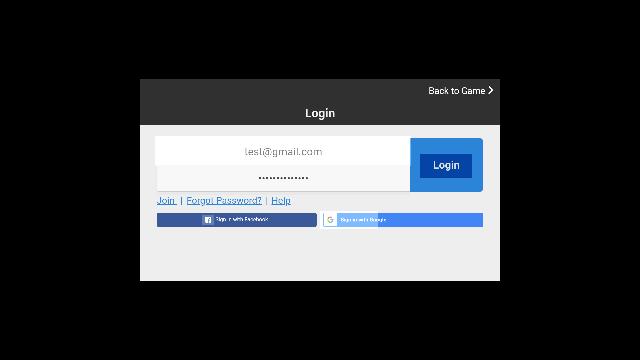 Back to Game
Login
test@gmail.com
Login
Join | Forgot Password? | Help
Sign in with Facebook
Sign in with Google